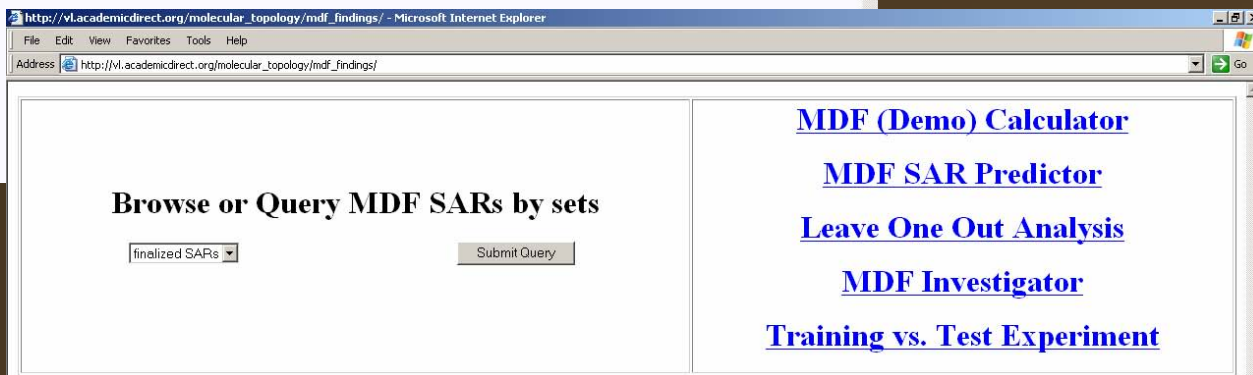 http://vl.academicdirect.org/molecular_topology/mdf_findings/ - Microsoft Internet Explorer
File Edit View Favorites Tools Help
Address http://vl.academicdirect.org/molecular_topology/mdf_findings/ Go
Browse or Query MDF SARs by sets
finalized SARs Submit Query
MDF (Demo) Calculator
MDF SAR Predictor
Leave One Out Analysis
MDF Investigator
Training vs. Test Experiment